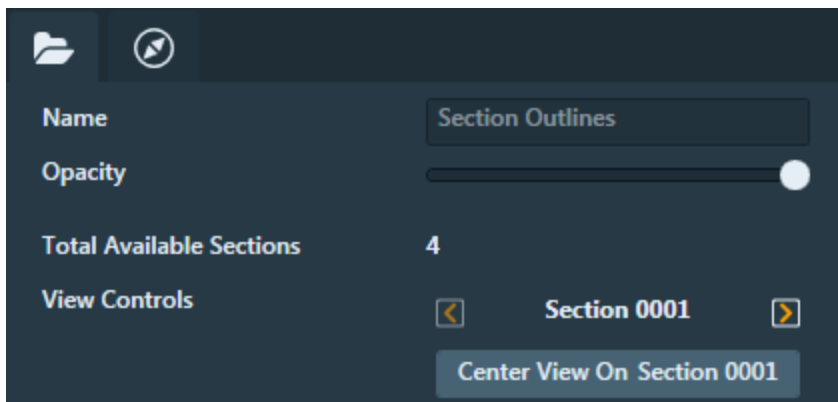 Name Section Outlines
Opacity
Total Available Sections 4
View Controls Section 0001
Center View On Section 0001